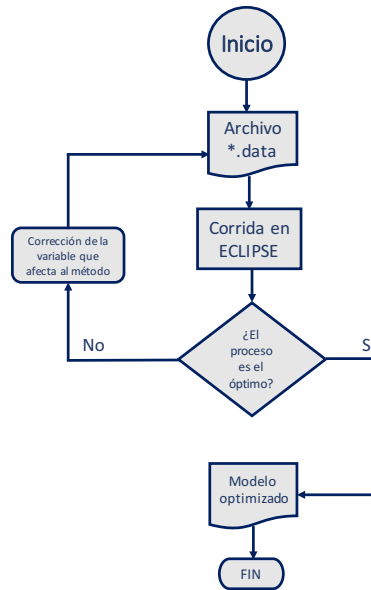 Inicio
Archivo
*.data
Corrida en
ECLIPSE
Corrección de la
variable que
afecta al método
¿El
proceso
es el
óptimo?
No
S
Modelo
optimizado
FIN